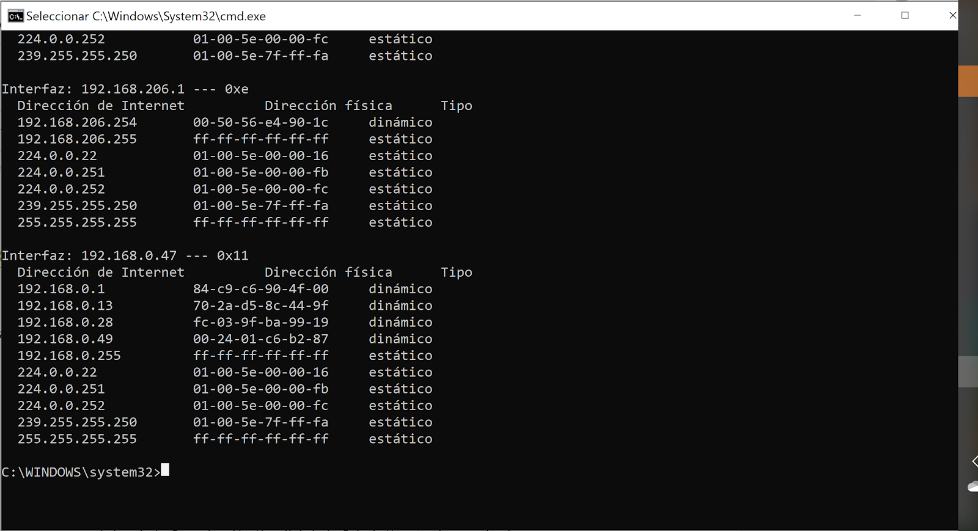 Seleccionar C:\Windows\System32\cmd.exe
224.0.0.252 01-00-5e-00-00-fc estático
239.255.255.250 01-00-5e-7f-ff-fa estático
Interfaz: 192.168.206.1 --- 0xe
Dirección de Internet Dirección física Tipo
192.168.206.254 00-50-56-e4-90-1c dinámico
192.168.206.255 ff-ff-ff-ff-ff-ff estático
224.0.0.22 01-00-5e-00-00-16 estático
224.0.0.251 01-00-5e-00-00-fb estático
224.0.0.252 01-00-5e-00-00-fc estático
239.255.255.250 01-00-5e-7f-ff-fa estático
255.255.255.255 ff-ff-ff-ff-ff-ff estático
Interfaz: 192.168.0.47 --- 0x11
Dirección de Internet Dirección física Tipo
192.168.0.1 84-c9-c6-90-4f-00 dinámico
192.168.0.13 70-2a-d5-8c-44-9f dinámico
192.168.0.28 fc-03-9f-ba-99-19 dinámico
192.168.0.49 00-24-01-c6-b2-87 dinámico
192.168.0.255 ff-ff-ff-ff-ff-ff estático
224.0.0.22 01-00-5e-00-00-16 estático
224.0.0.251 01-00-5e-00-00-fb estático
224.0.0.252 01-00-5e-00-00-fc estático
239.255.255.250 01-00-5e-7f-ff-fa estático
255.255.255.255 ff-ff-ff-ff-ff-ff estático
C:\WINDOWS\system32>